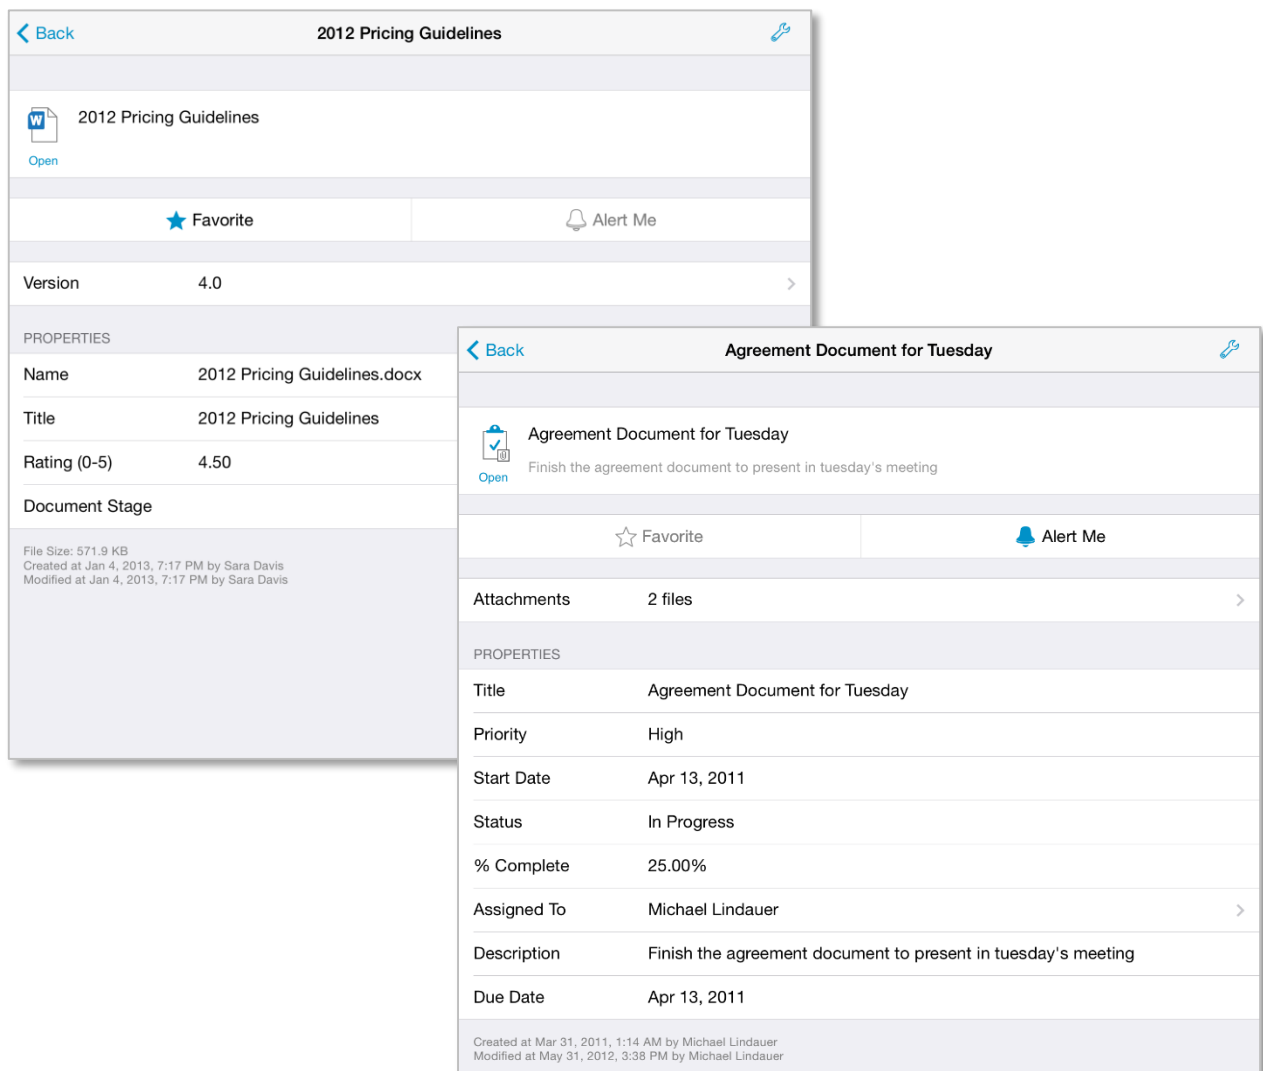 Back
2012 Pricing Guidelines
W
2012 Pricing Guidelines
Open
Favorite
Alert Me
Version 4.0
PROPERTIES
Name 2012 Pricing Guidelines.docx
Title 2012 Pricing Guidelines
Rating (0-5) 4.50
Document Stage
File Size: 571.9 KB
Created at Jan 4, 2013, 7:17 PM by Sara Davis
Modified at Jan 4, 2013, 7:17 PM by Sara Davis
Back
Agreement Document for Tuesday
Agreement Document for Tuesday
Finish the agreement document to present in tuesday's meeting
Open
Favorite
Alert Me
Attachments 2 files
PROPERTIES
Title Agreement Document for Tuesday
Priority High
Start Date Apr 13, 2011
Status In Progress
% Complete 25.00%
Assigned To Michael Lindauer
Description Finish the agreement document to present in tuesday's meeting
Due Date Apr 13, 2011
Created at Mar 31, 2011, 1:14 AM by Michael Lindauer
Modified at May 31, 2012, 3:38 PM by Michael Lindauer